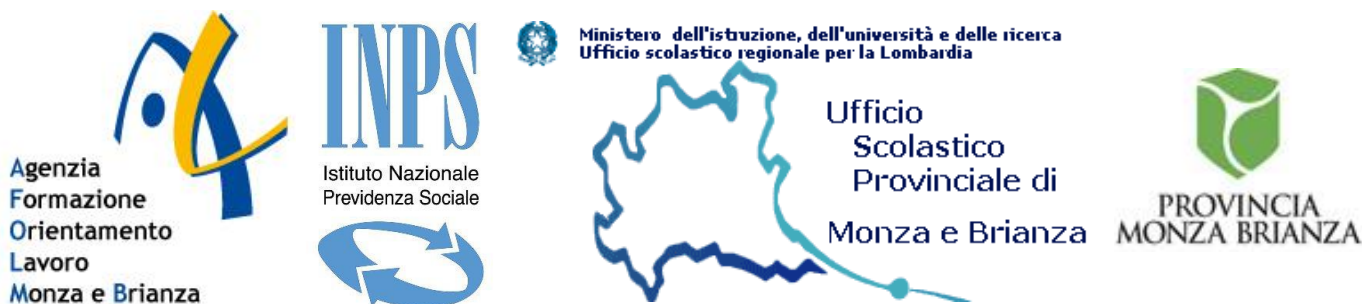 Agenzia
Formazione
Orientamento
Lavoro
Monza e Brianza
INPS
Istituto Nazionale
Previdenza Sociale
Ministero dell'istruzione, dell'università e delle ricerca
Ufficio scolastico regionale per la Lombardia
Ufficio
Scolastico
Provinciale di
Monza e Brianza
PROVINCIA
MONZA BRIANZA